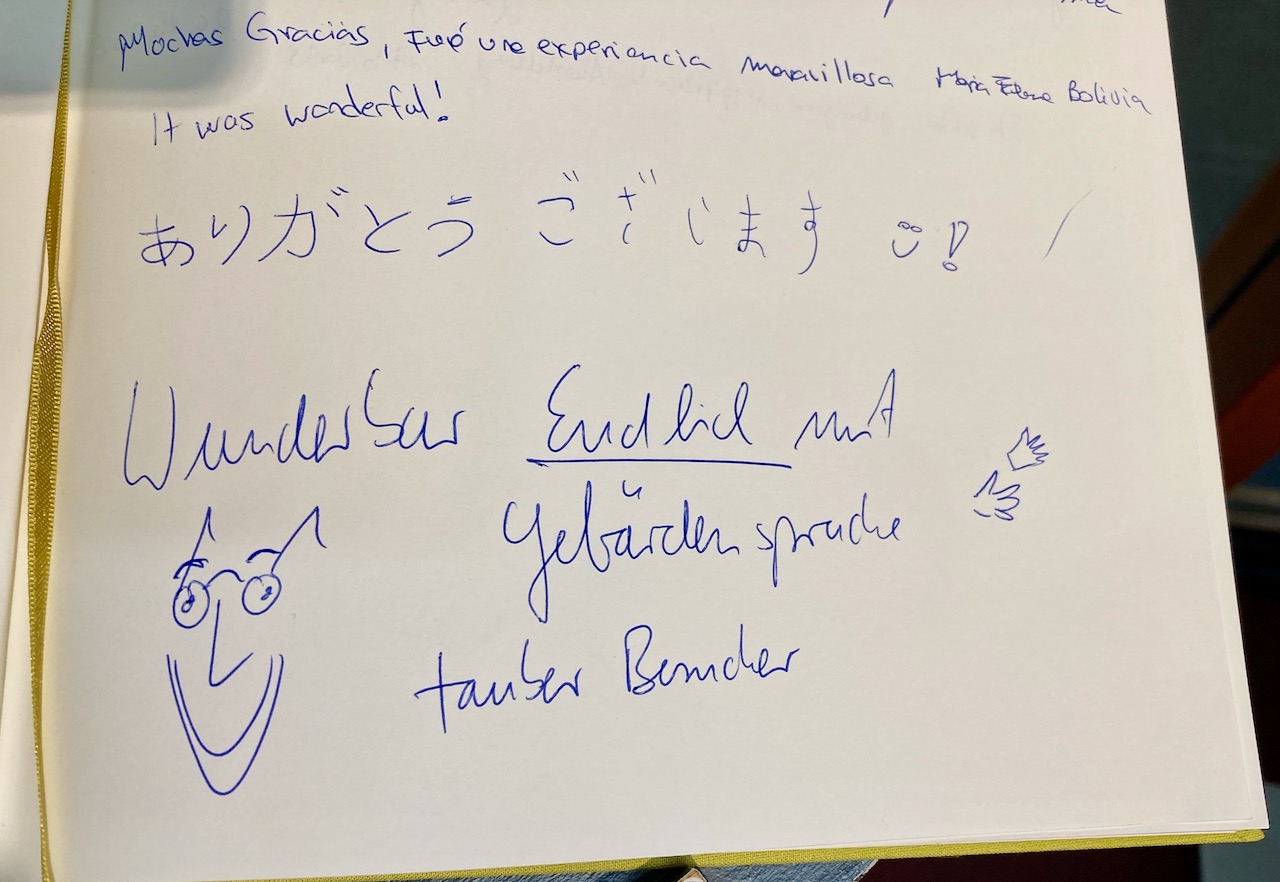 Muchas Gracias, Fué una experiencia maravillosa Maria Elena Bolivia
It was wonderful!
ありがとう ございます !
Wunderbar Endlich mit
Gebärdensprache
tauber Besucher